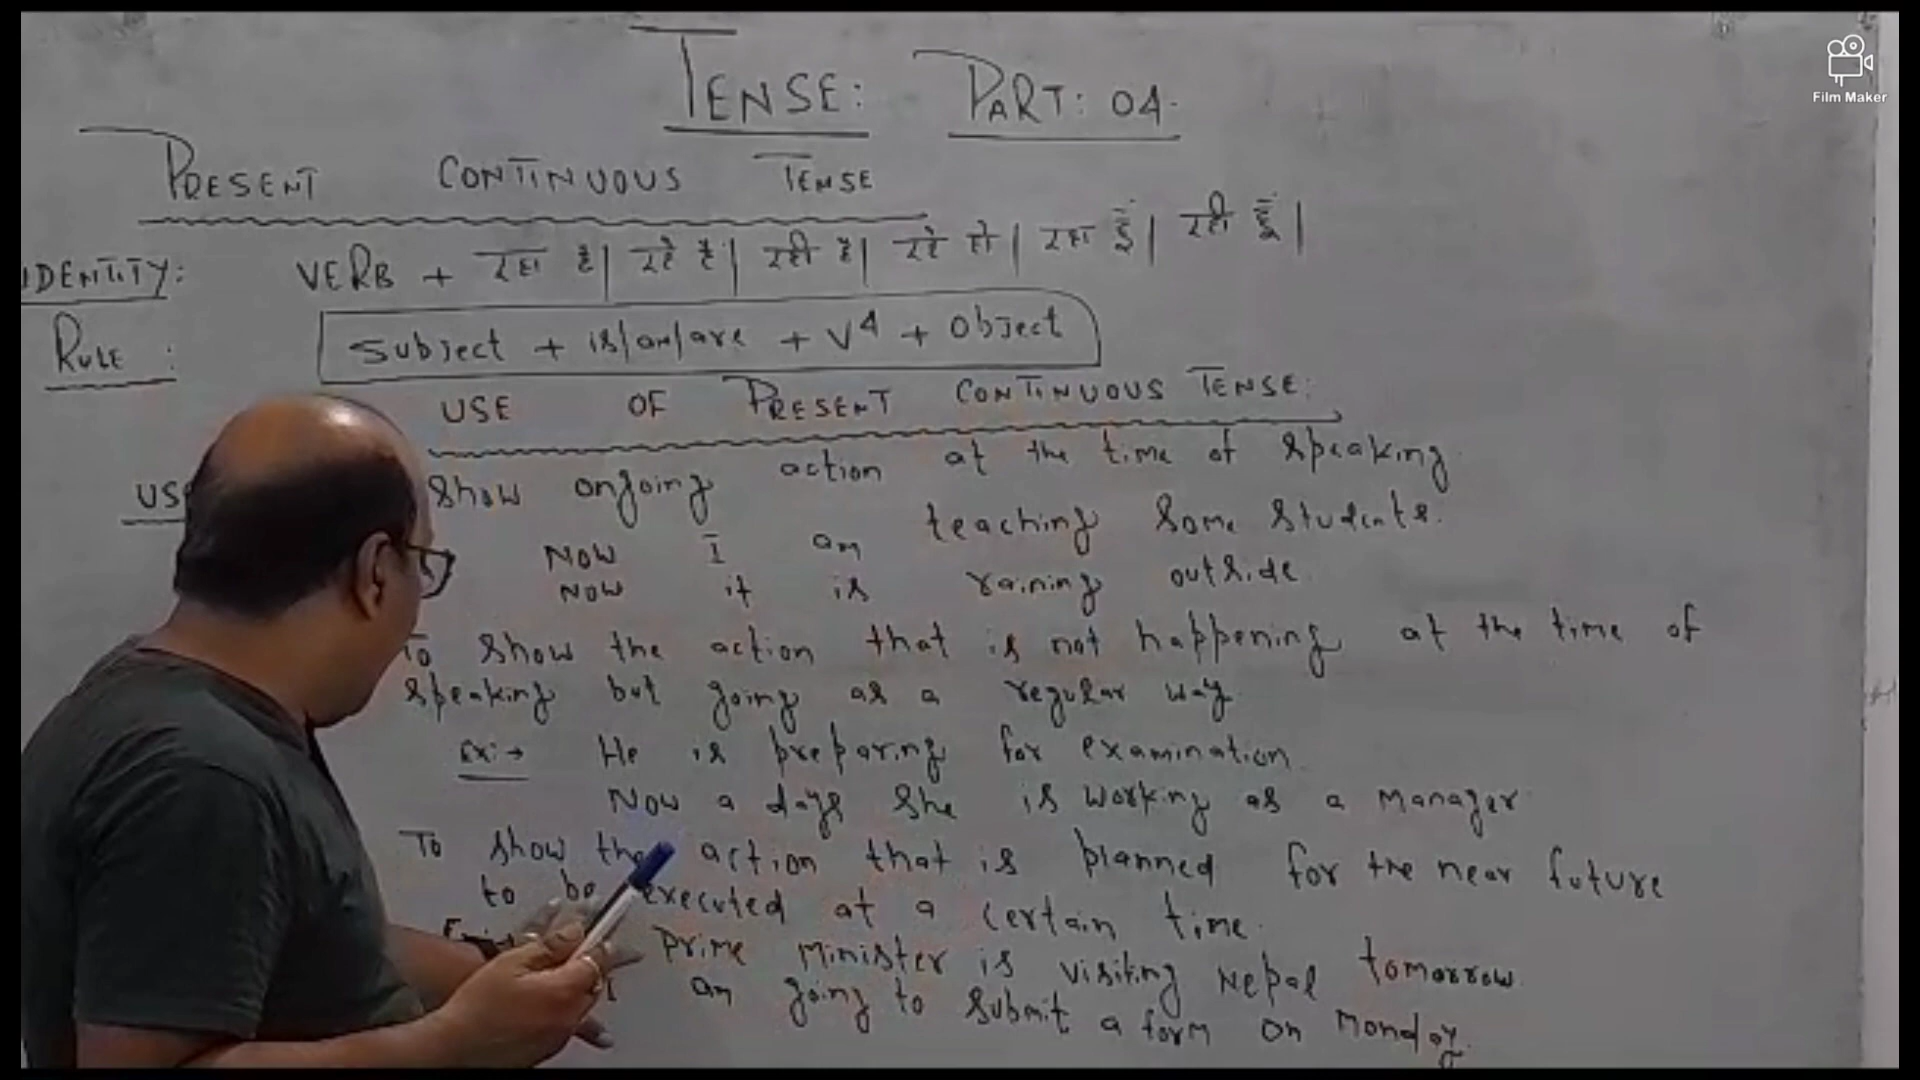 TENSE: PART: 04.
Film Maker
PRESENT CONTINUOUS TENSE
IDENTITY: VERB + रहा है| रहे हैं| रही है| रहे हो| रहा हूँ| रही हूँ|
RULE : Subject + is/am/are + V4 + Object
USE OF PRESENT CONTINUOUS TENSE:
show ongoing action at the time of speaking
Now I am teaching some students.
Now it is raining outside
To show the action that is not happening at the time of
speaking but going as a regular way.
Ex:→ He is preparing for examination
Now a days she is working as a manager
To show the action that is planned for the near future
to be executed at a certain time.
Prime Minister is visiting Nepal tomorrow
I am going to submit a form on Monday.